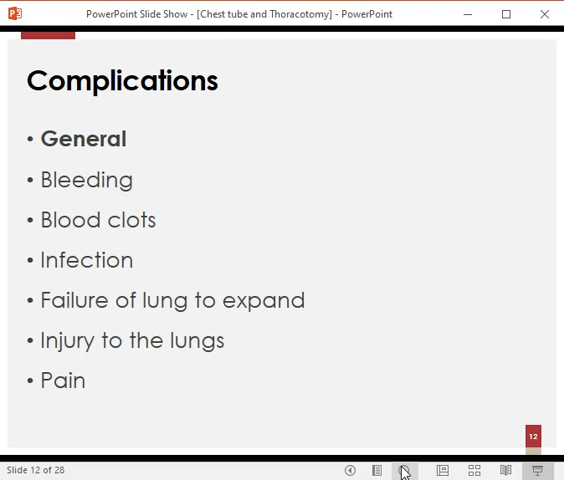 PowerPoint Slide Show - [Chest tube and Thoracotomy] - PowerPoint
Complications
• General
• Bleeding
• Blood clots
• Infection
• Failure of lung to expand
• Injury to the lungs
• Pain
12
Slide 12 of 28